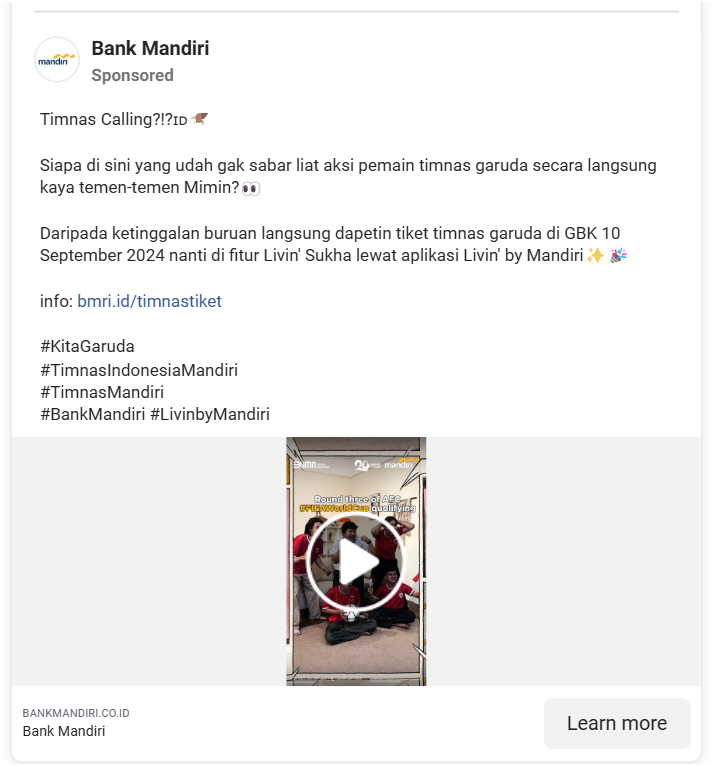 mandiri
Bank Mandiri
Sponsored
Timnas Calling?!?ɪᴅ 🦅
Siapa di sini yang udah gak sabar liat aksi pemain timnas garuda secara langsung
kaya temen-temen Mimin?👀
Daripada ketinggalan buruan langsung dapetin tiket timnas garuda di GBK 10
September 2024 nanti di fitur Livin' Sukha lewat aplikasi Livin' by Mandiri✨ 🎉
info: bmri.id/timnastiket
#KitaGaruda
#TimnasIndonesiaMandiri
#TimnasMandiri
#BankMandiri #LivinbyMandiri
BUMN mandiri
Round three of AFC
#FIFAWorldCup qualifying
BANKMANDIRI.CO.ID
Bank Mandiri
Learn more